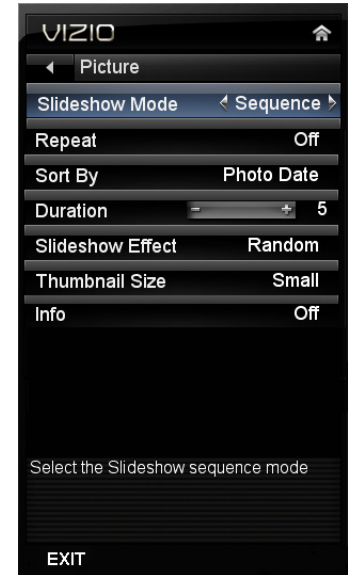 VIZIO
Picture
Slideshow Mode Sequence
Repeat Off
Sort By Photo Date
Duration - + 5
Slideshow Effect Random
Thumbnail Size Small
Info Off
Select the Slideshow sequence mode
EXIT